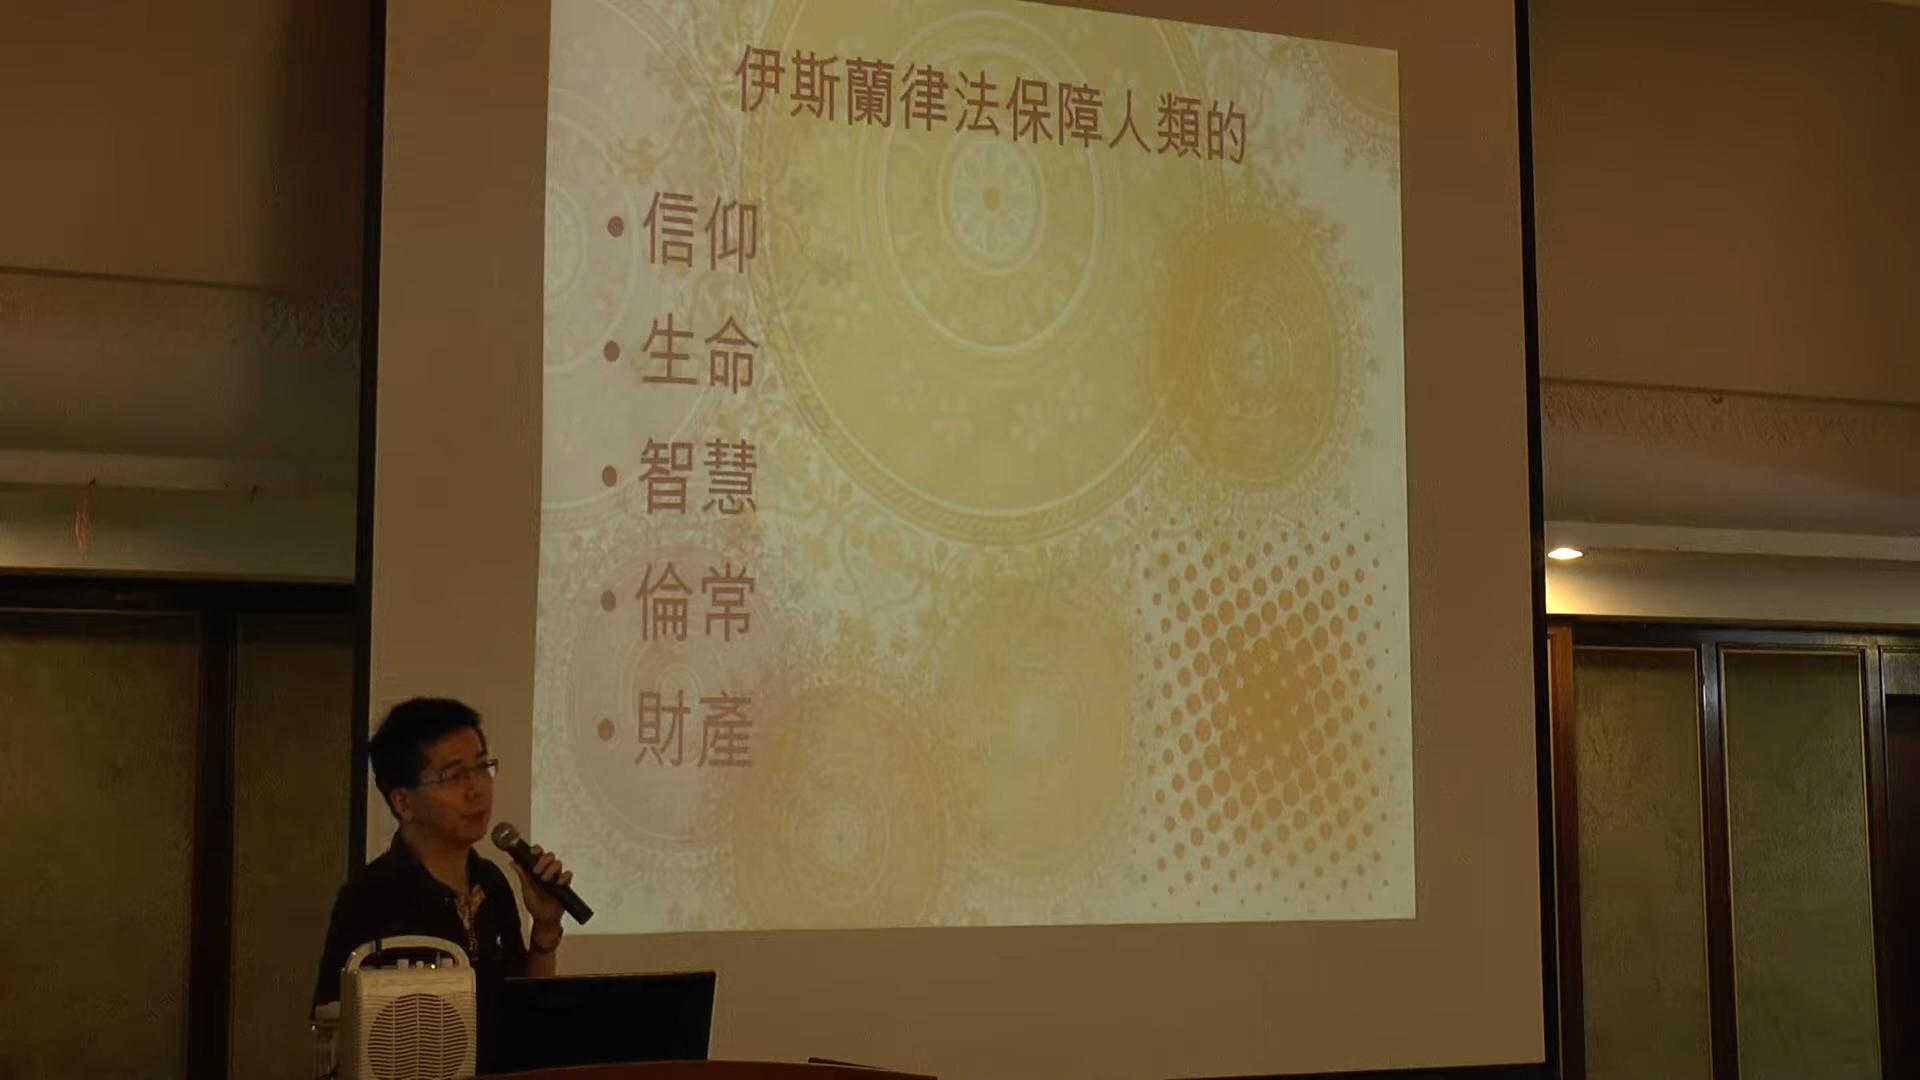 伊斯蘭律法保障人類的
• 信仰
• 生命
• 智慧
• 倫常
• 財產